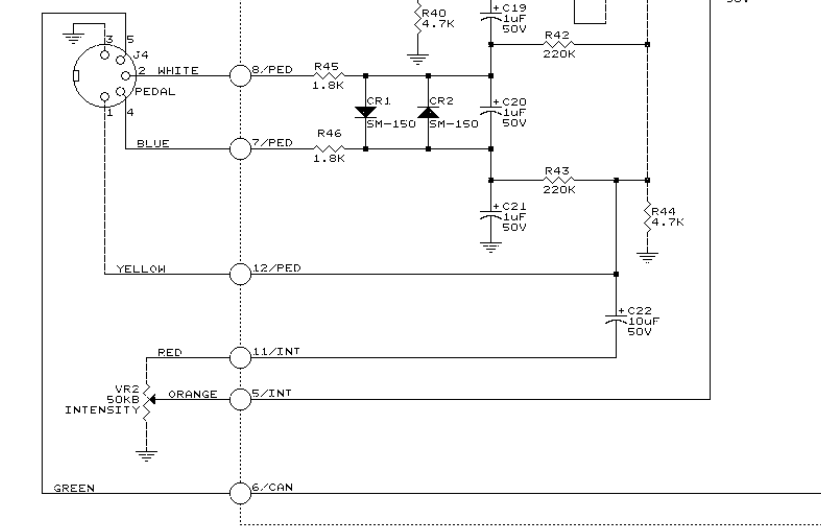 R40
4.7K
+ C19
1uF
50V
R42
220K
3
5
J4
2 WHITE
8/PED
R45
1.8K
PEDAL
CR1
SM-150
CR2
SM-150
+ C20
1uF
50V
1
4
BLUE
7/PED
R46
1.8K
R43
220K
+ C21
1uF
50V
R44
4.7K
YELLOW
12/PED
+ C22
10uF
50V
RED
11/INT
VR2
50KB
INTENSITY
ORANGE
5/INT
GREEN
6/CAN